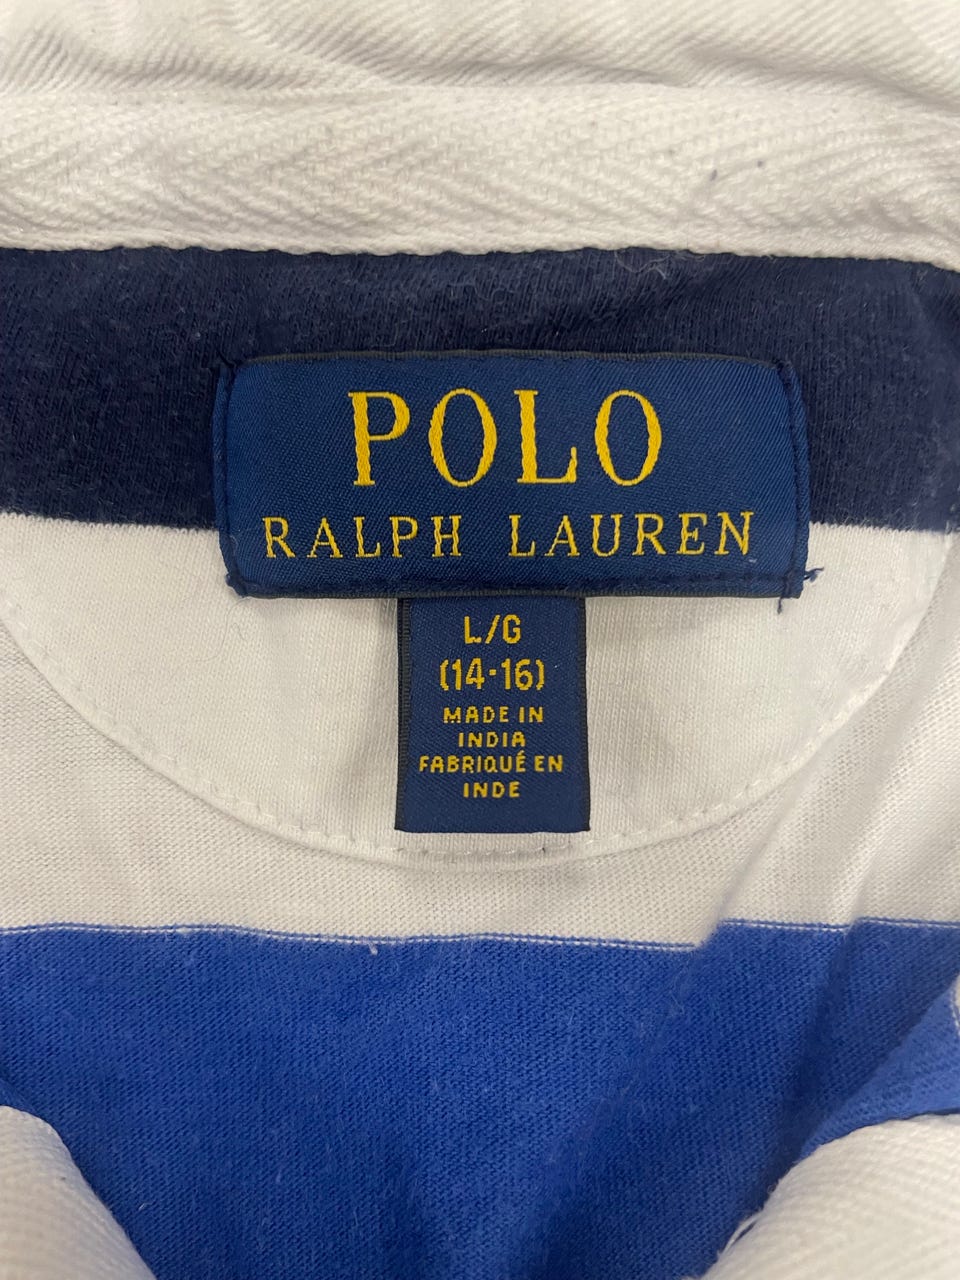 POLO
RALPH LAUREN
L/G
(14-16)
MADE IN
INDIA
FABRIQUÉ EN
INDE